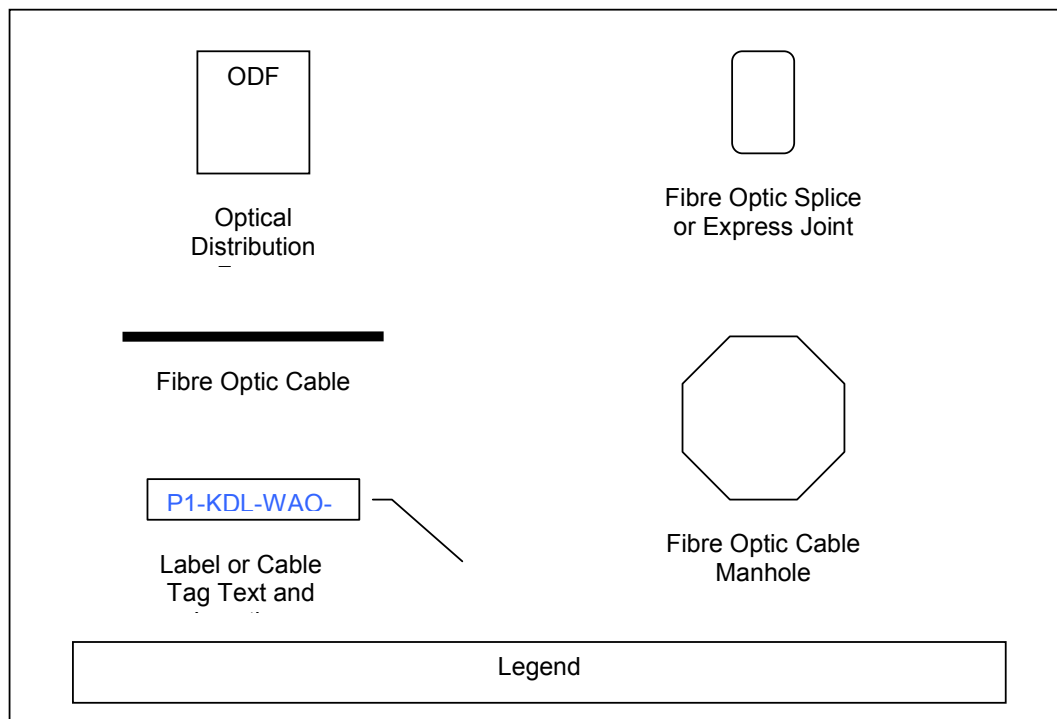 ODF
Optical
Distribution
Fibre Optic Splice
or Express Joint
Fibre Optic Cable
P1-KDL-WAO-
Label or Cable
Tag Text and
Fibre Optic Cable
Manhole
Legend